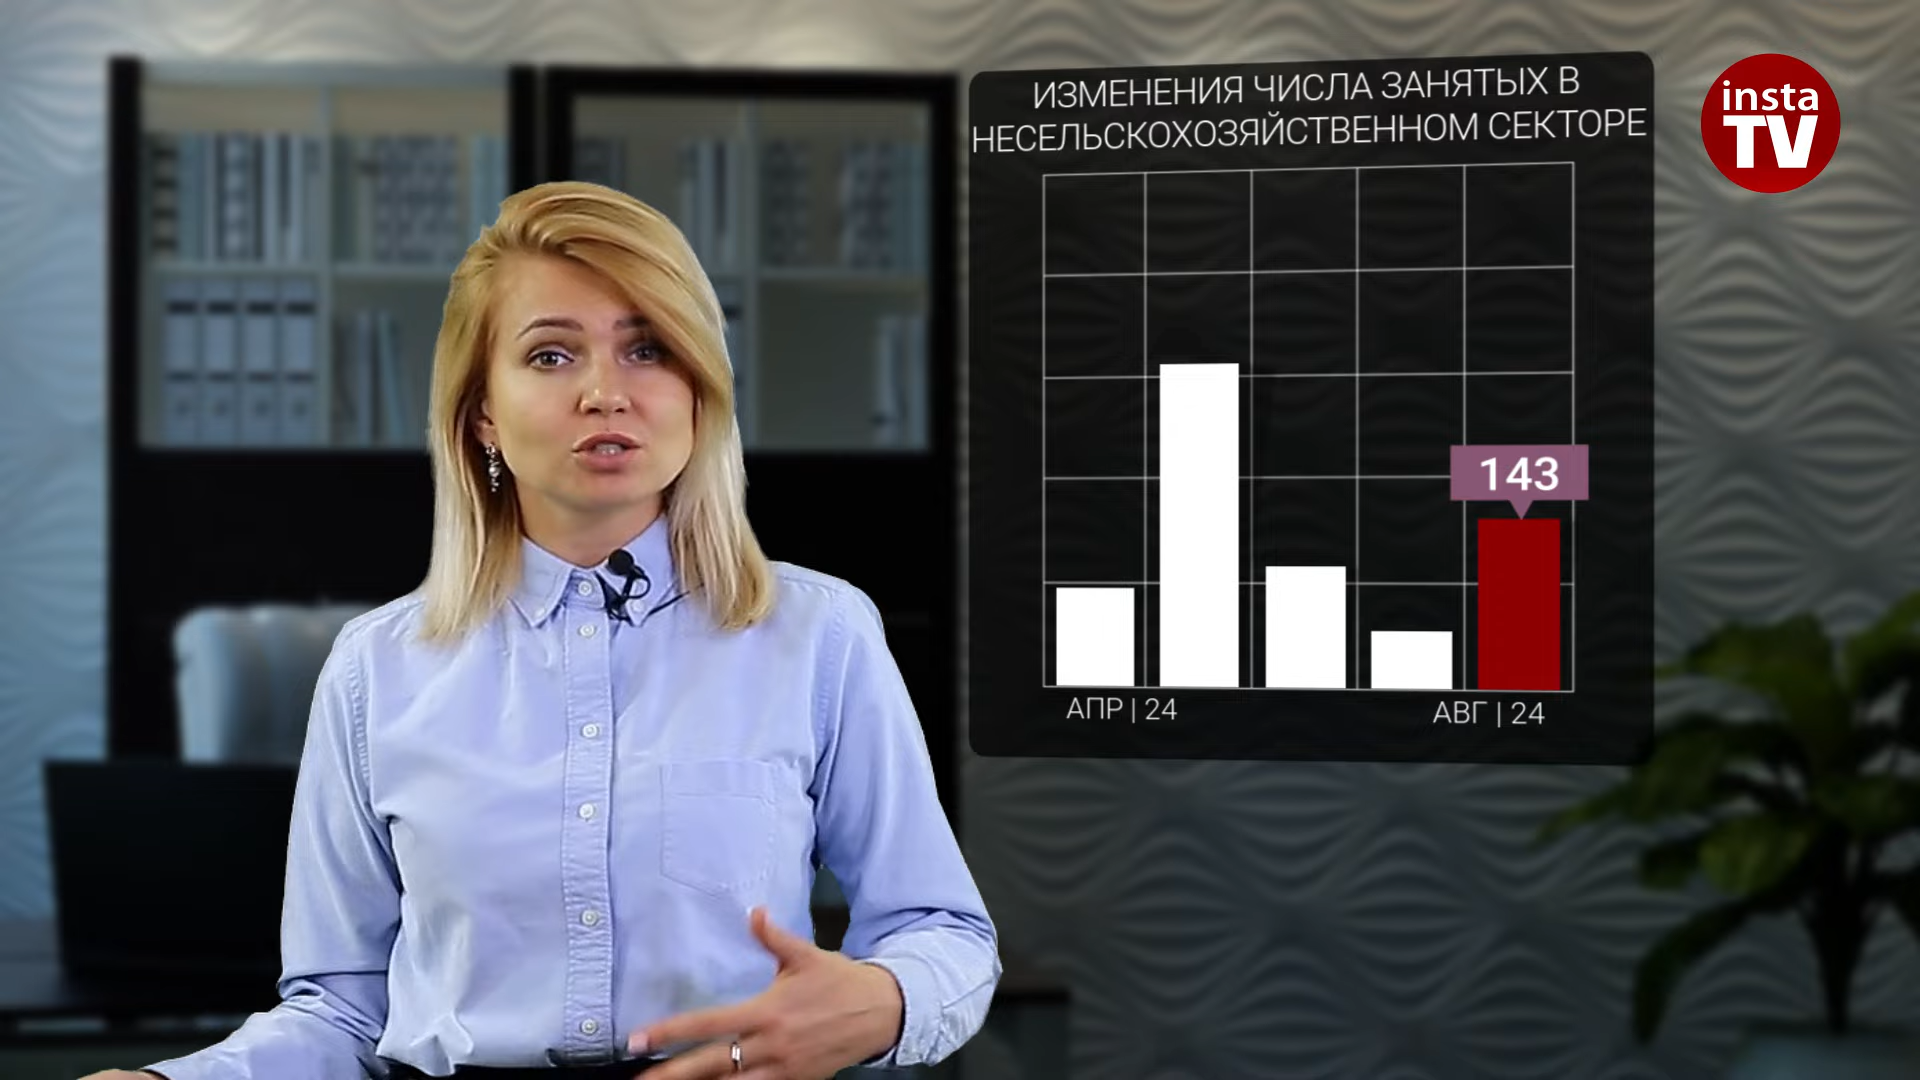 ИЗМЕНЕНИЯ ЧИСЛА ЗАНЯТЫХ В
НЕСЕЛЬСКОХОЗЯЙСТВЕННОМ СЕКТОРЕ
insta
TV
143
АПР | 24
АВГ | 24